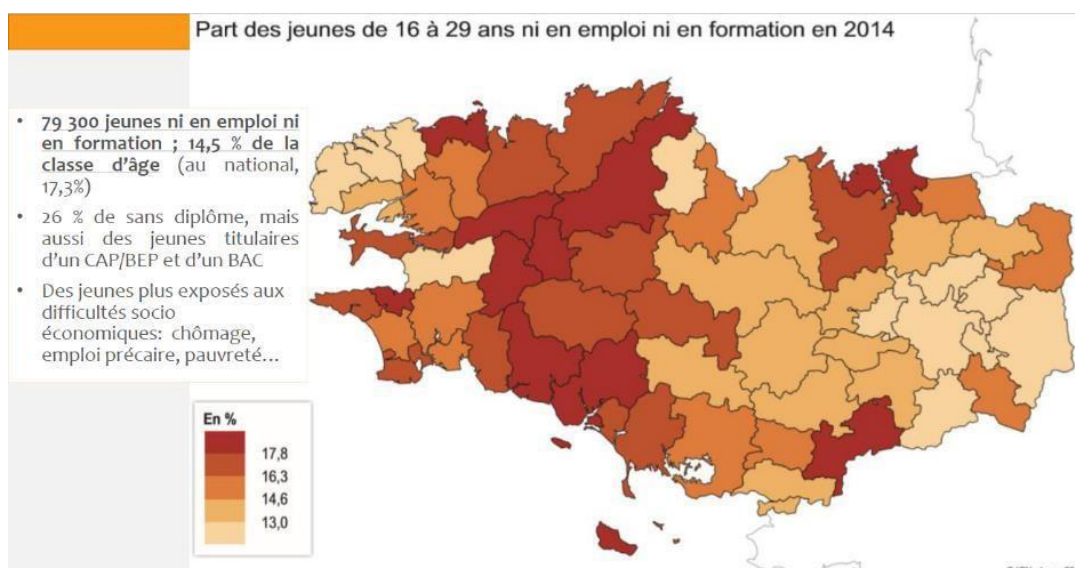 Part des jeunes de 16 à 29 ans ni en emploi ni en formation en 2014
• 79 300 jeunes ni en emploi ni
en formation ; 14,5 % de la
classe d’âge (au national,
17,3%)
• 26 % de sans diplôme, mais
aussi des jeunes titulaires
d’un CAP/BEP et d’un BAC
• Des jeunes plus exposés aux
difficultés socio
économiques: chômage,
emploi précaire, pauvreté...
En %
17,8
16,3
14,6
13,0